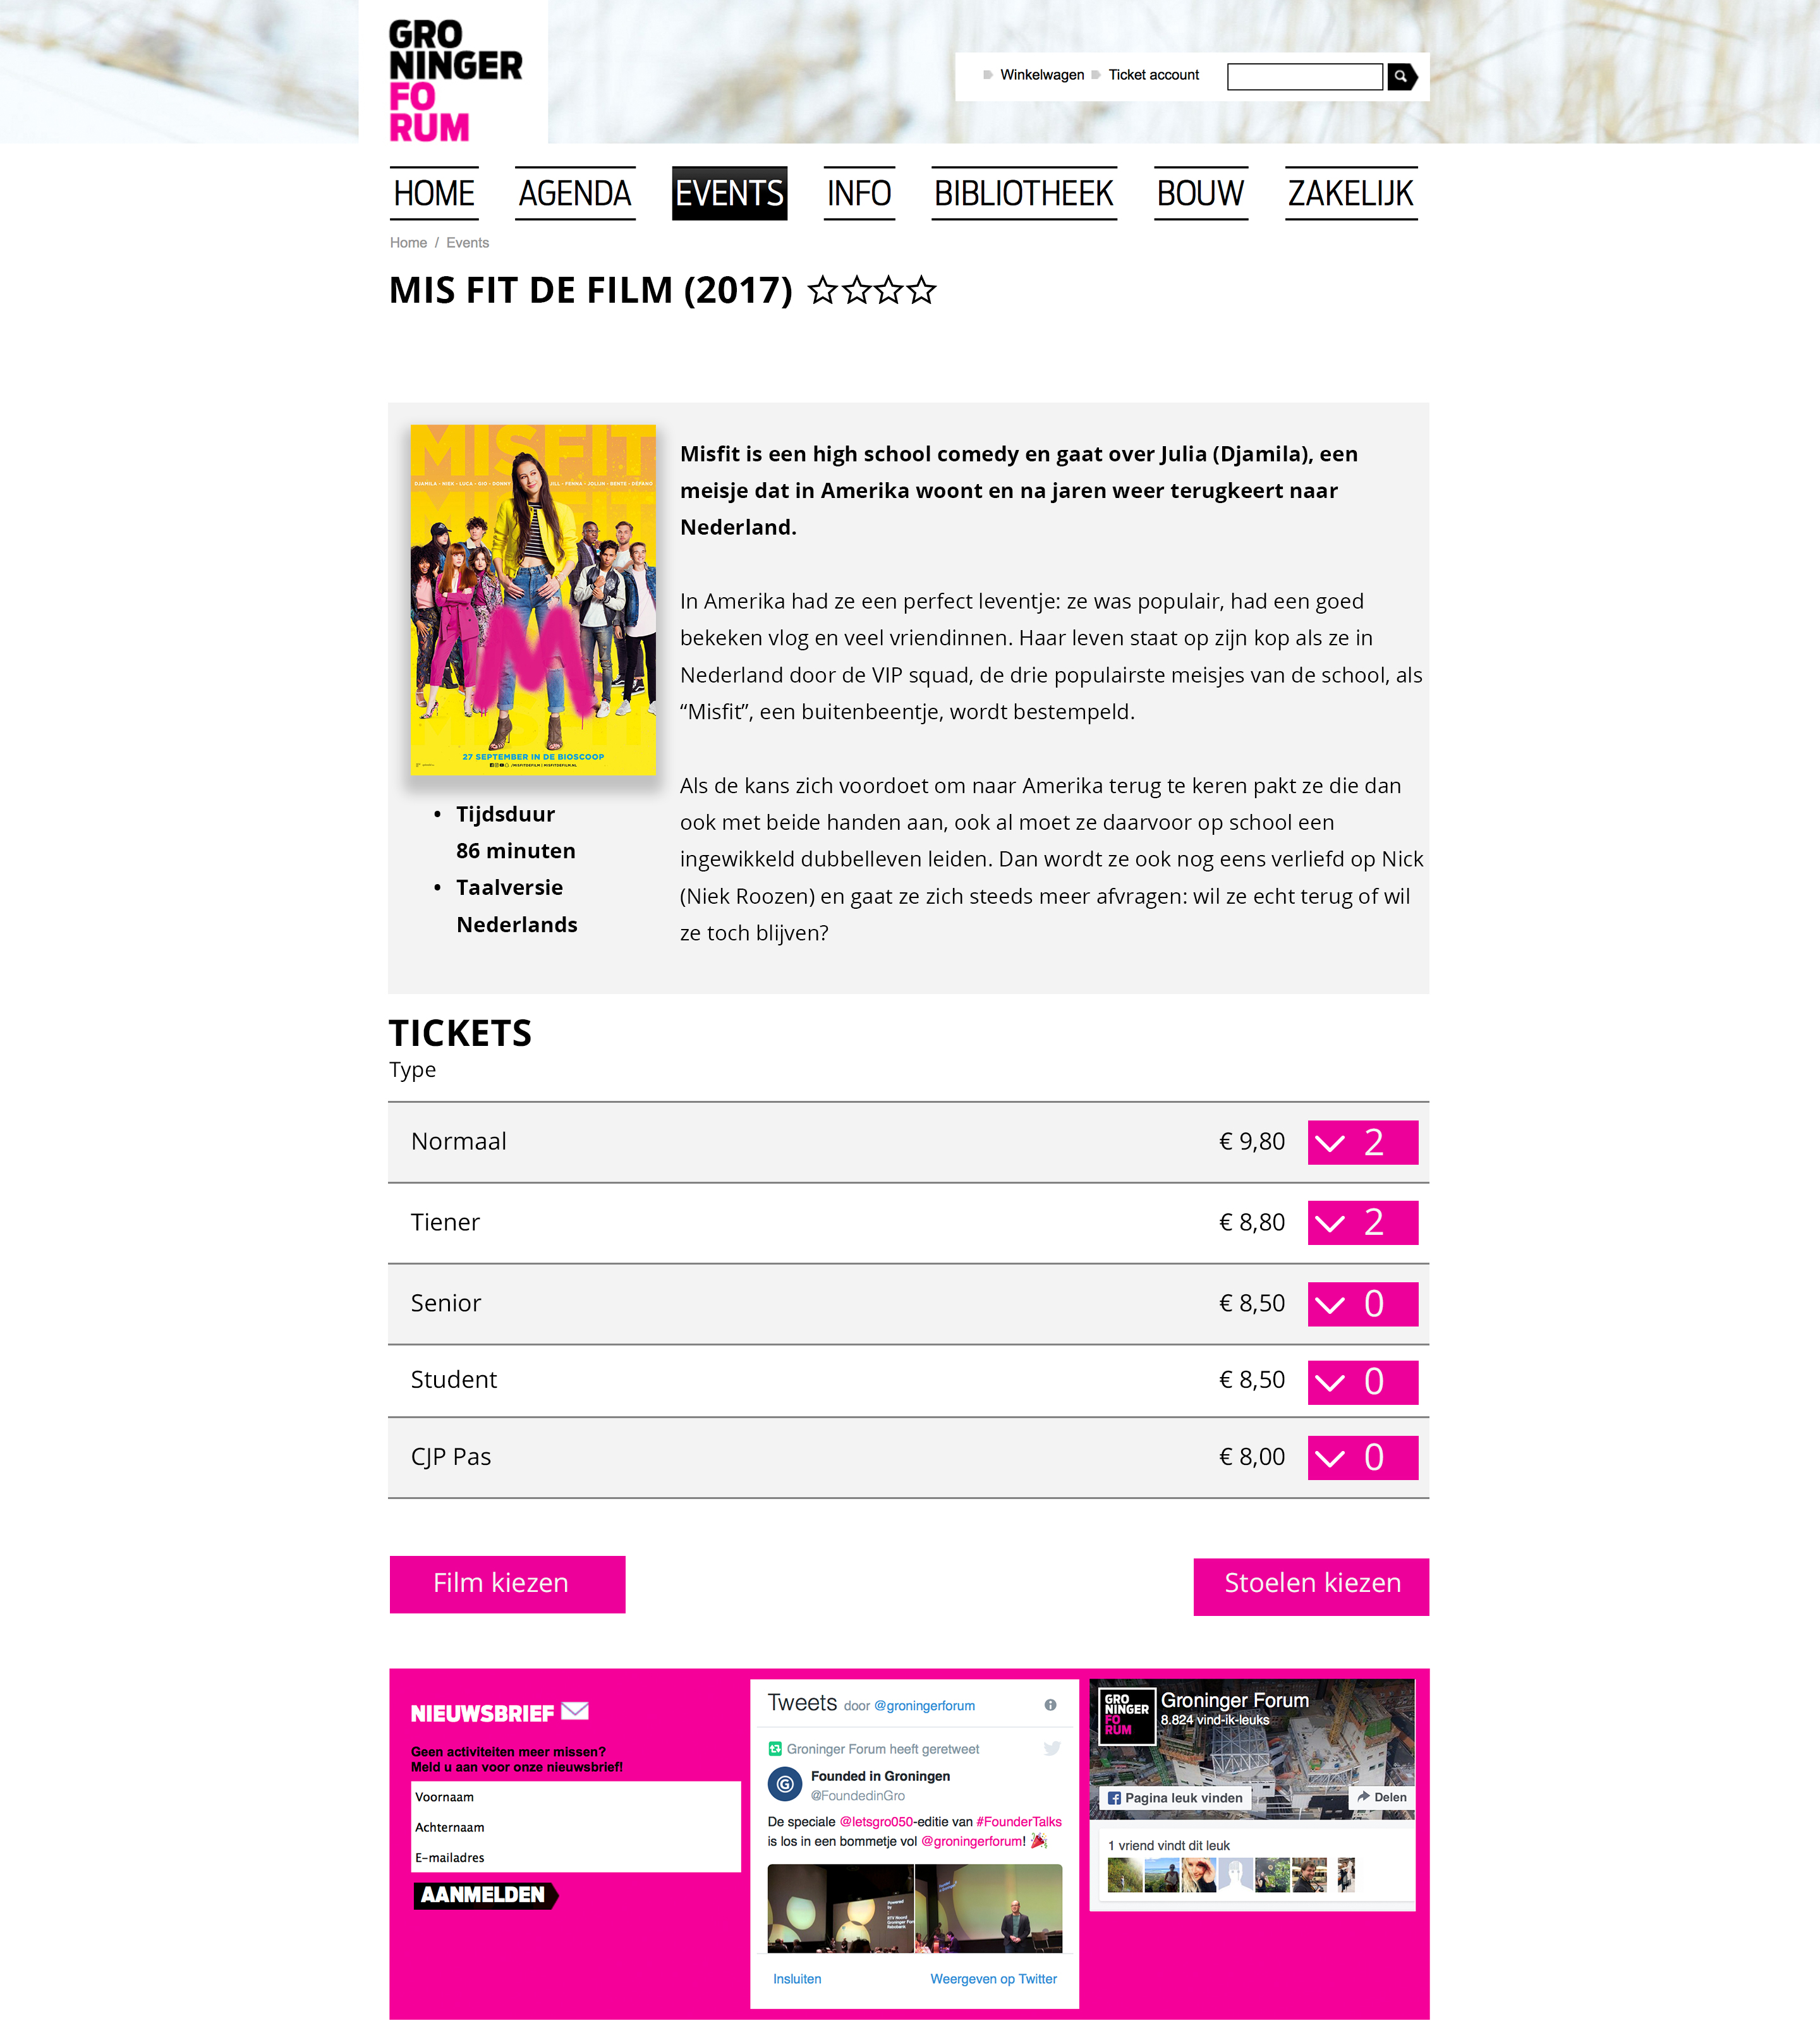 GRO
NINGER
FO
RUM
Winkelwagen Ticket account
HOME AGENDA EVENTS INFO BIBLIOTHEEK BOUW ZAKELIJK
Home / Events
MIS FIT DE FILM (2017)
MISFIT
27 SEPTEMBER IN DE BIOSCOOP
Misfit is een high school comedy en gaat over Julia (Djamila), een
meisje dat in Amerika woont en na jaren weer terugkeert naar
Nederland.
In Amerika had ze een perfect leventje: ze was populair, had een goed
bekeken vlog en veel vriendinnen. Haar leven staat op zijn kop als ze in
Nederland door de VIP squad, de drie populairste meisjes van de school, als
“Misfit”, een buitenbeentje, wordt bestempeld.
Als de kans zich voordoet om naar Amerika terug te keren pakt ze die dan
ook met beide handen aan, ook al moet ze daarvoor op school een
ingewikkeld dubbelleven leiden. Dan wordt ze ook nog eens verliefd op Nick
(Niek Roozen) en gaat ze zich steeds meer afvragen: wil ze echt terug of wil
ze toch blijven?
• Tijdsduur
86 minuten
• Taalversie
Nederlands
TICKETS
Type
Normaal € 9,80 2
Tiener € 8,80 2
Senior € 8,50 0
Student € 8,50 0
CJP Pas € 8,00 0
Film kiezen Stoelen kiezen
NIEUWSBRIEF
Geen activiteiten meer missen?
Meld u aan voor onze nieuwsbrief!
Voornaam
Achternaam
E-mailadres
AANMELDEN
Tweets door @groningerforum
Groninger Forum heeft geretweet
Founded in Groningen
@FoundedinGro
De speciale @letsgro050-editie van #FounderTalks
is los in een bommetje vol @groningerforum!
Insluiten Weergeven op Twitter
GRO
NINGER
FO
RUM
Groninger Forum
8.824 vind-ik-leuks
Pagina leuk vinden Delen
1 vriend vindt dit leuk